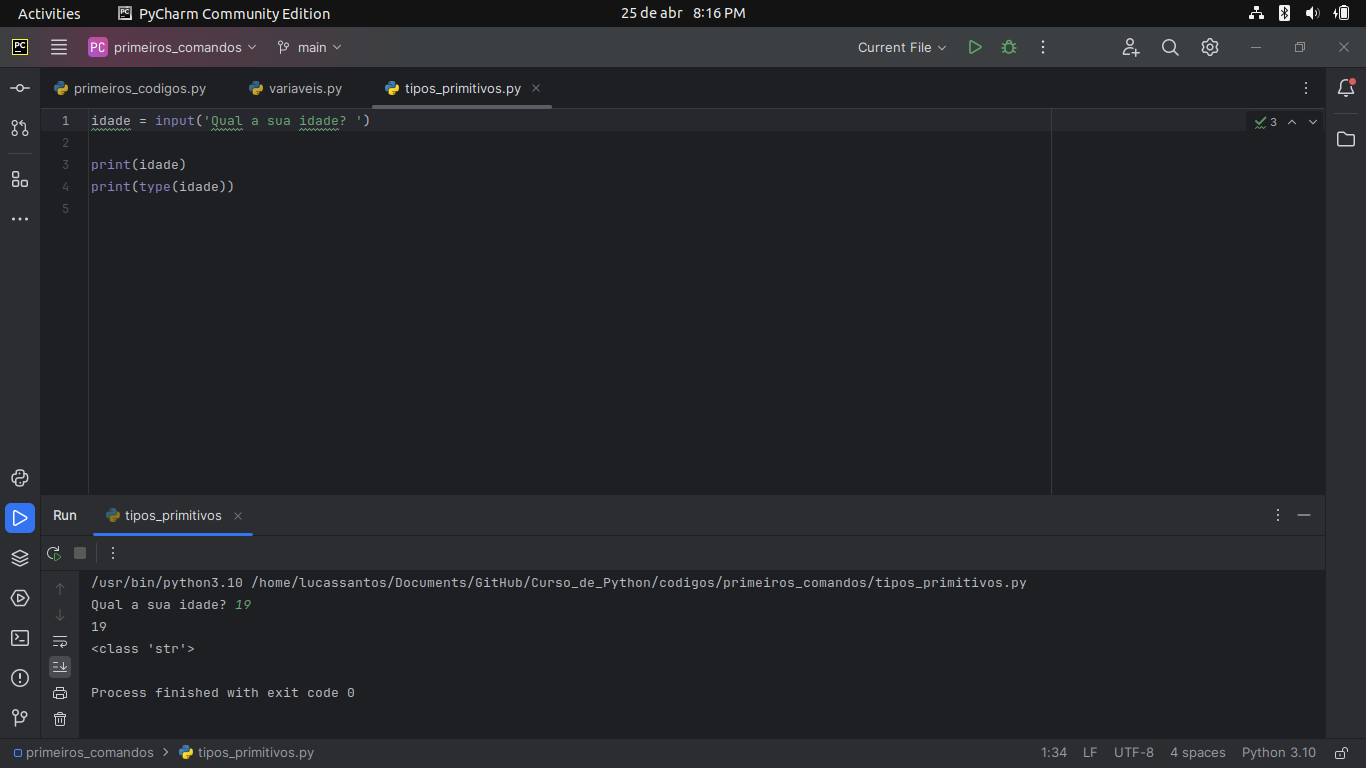 Activities PyCharm Community Edition 25 de abr 8:16 PM
PC PC primeiros_comandos main Current File
primeiros_codigos.py variaveis.py tipos_primitivos.py
1 idade = input('Qual a sua idade? ') 3
2
3 print(idade)
4 print(type(idade))
5
Run tipos_primitivos
/usr/bin/python3.10 /home/lucassantos/Documents/GitHub/Curso_de_Python/codigos/primeiros_comandos/tipos_primitivos.py
Qual a sua idade? 19
19
<class 'str'>
Process finished with exit code 0
primeiros_comandos tipos_primitivos.py 1:34 LF UTF-8 4 spaces Python 3.10